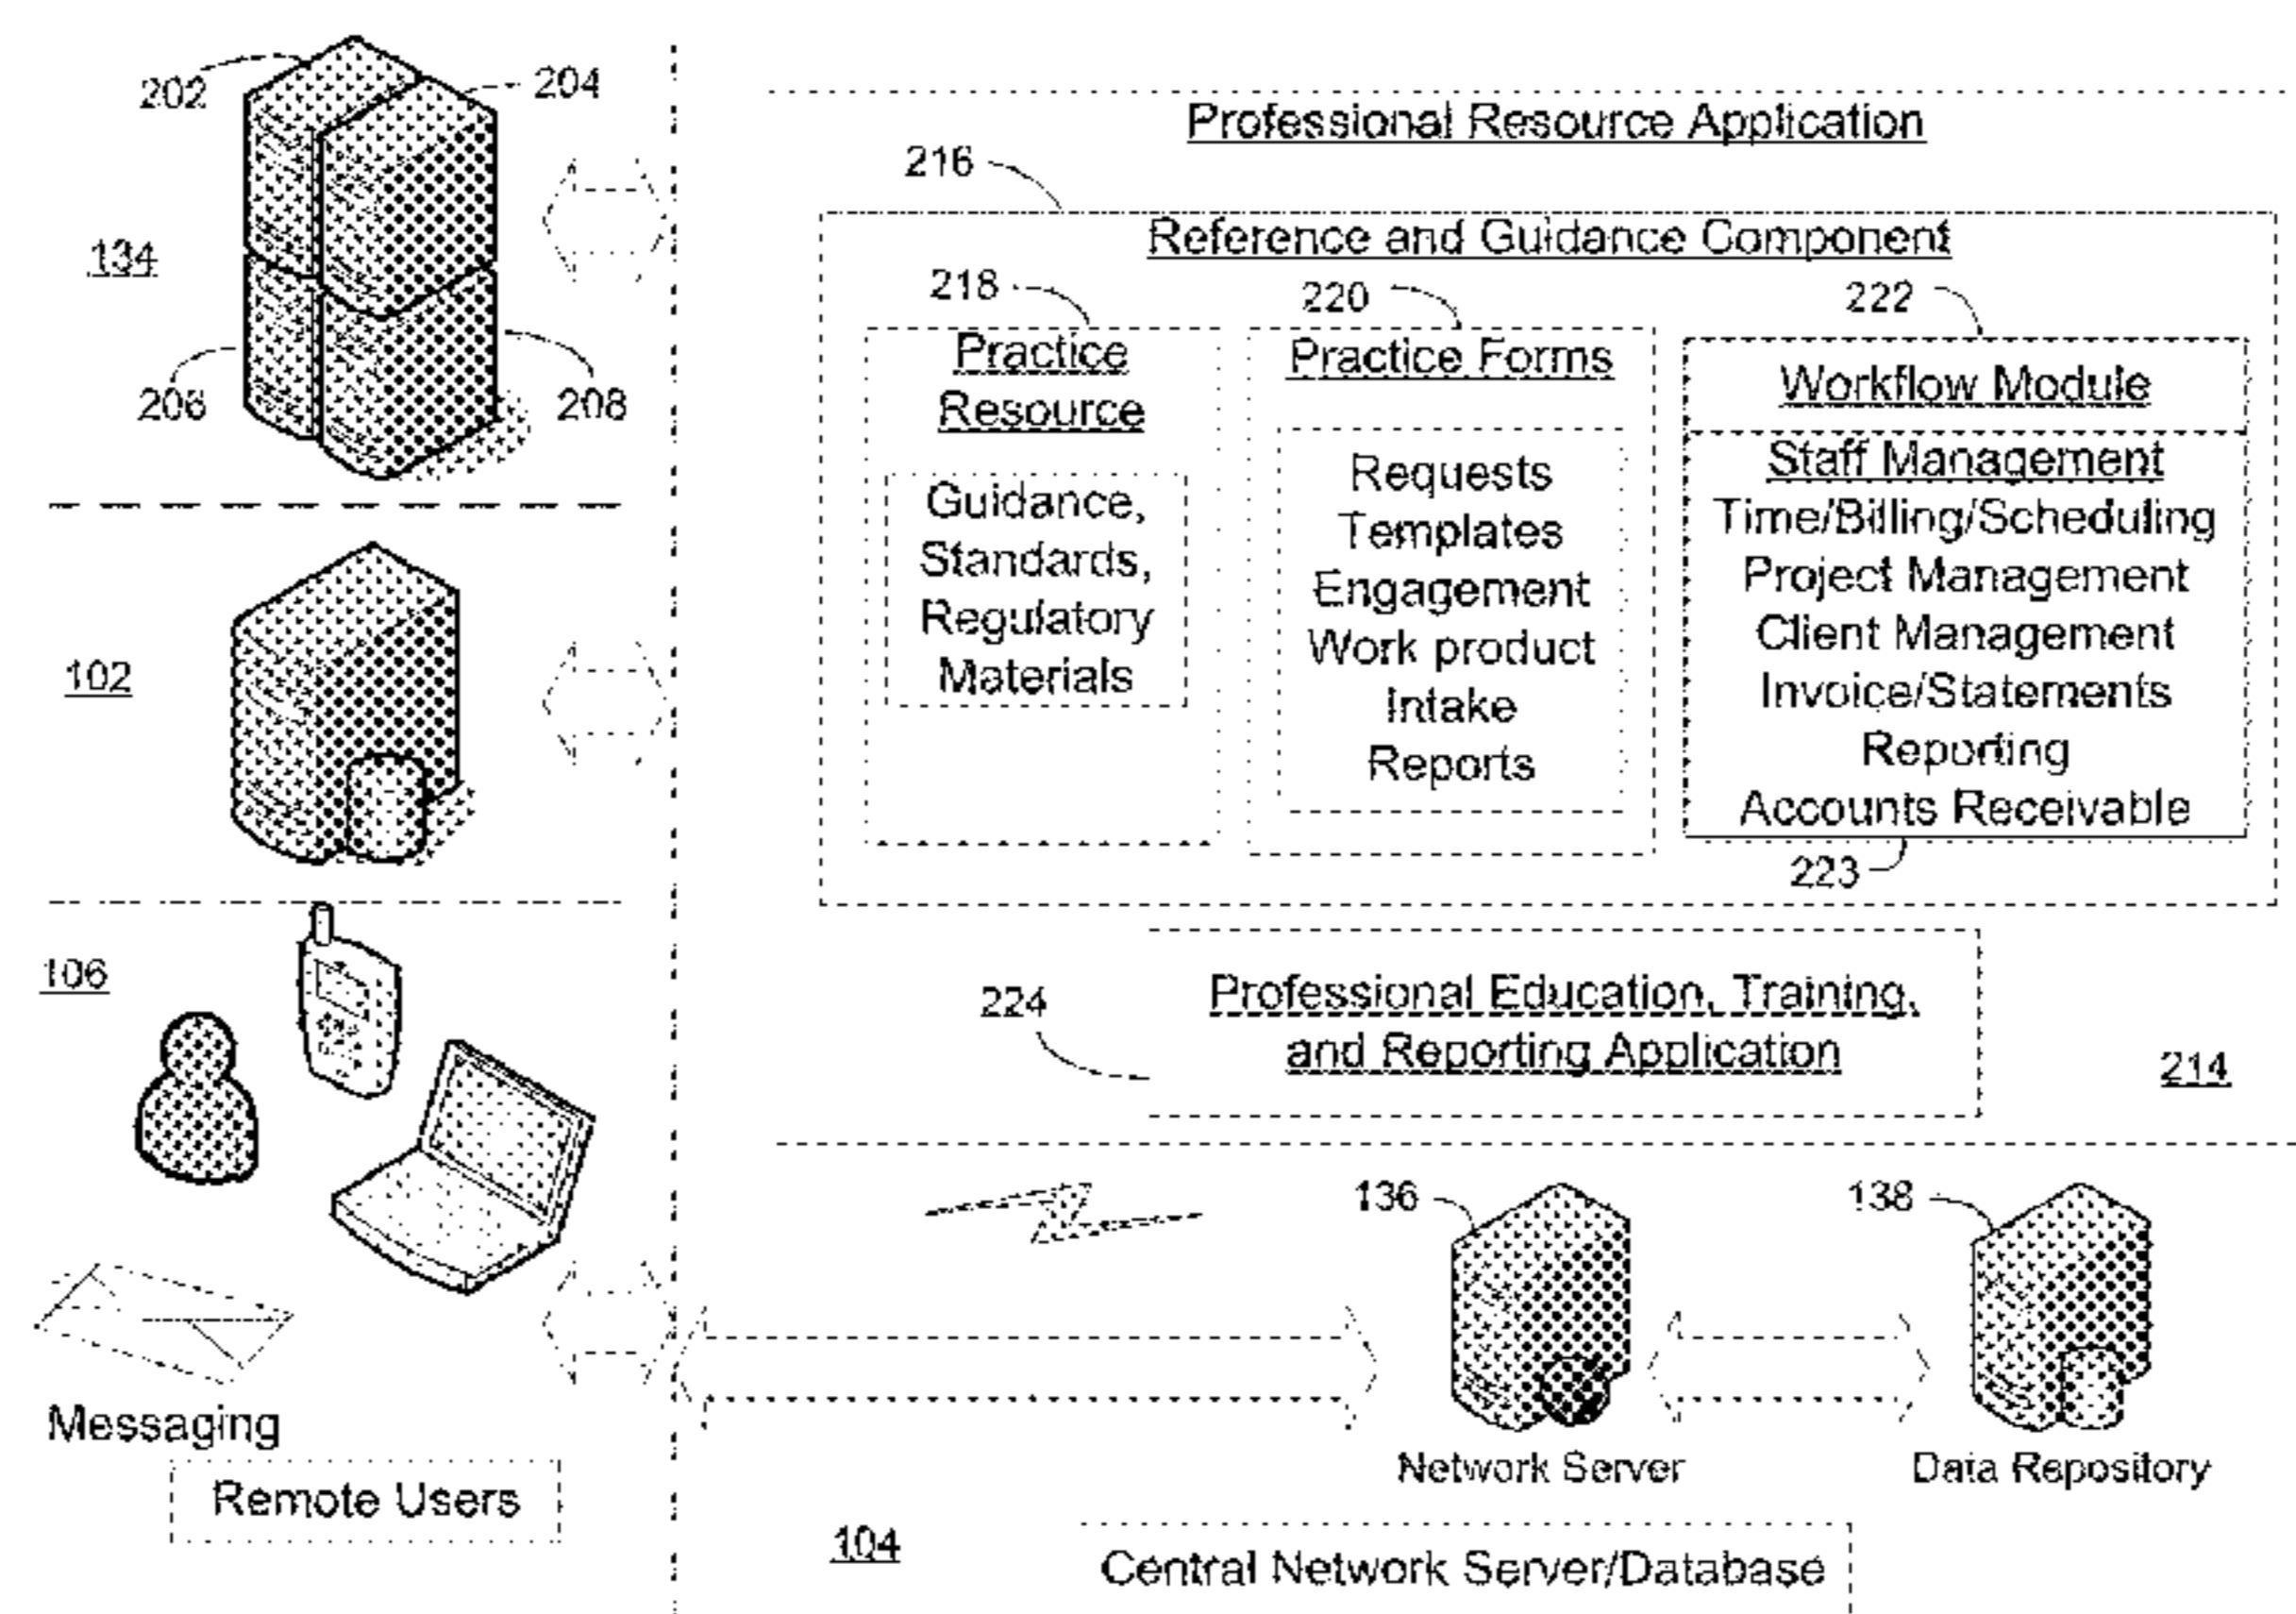 202
204
134
206
208
102
106
Messaging
Remote Users
Professional Resource Application
216
Reference and Guidance Component
218
220
222
Practice
Resource
Guidance,
Standards,
Regulatory
Materials
Practice Forms
Requests
Templates
Engagement
Work product
Intake
Reports
Workflow Module
Staff Management
Time/Billing/Scheduling
Project Management
Client Management
Invoice/Statements
Reporting
Accounts Receivable
223
224
Professional Education, Training,
and Reporting Application
214
136
138
Network Server
Data Repository
104
Central Network Server/Database